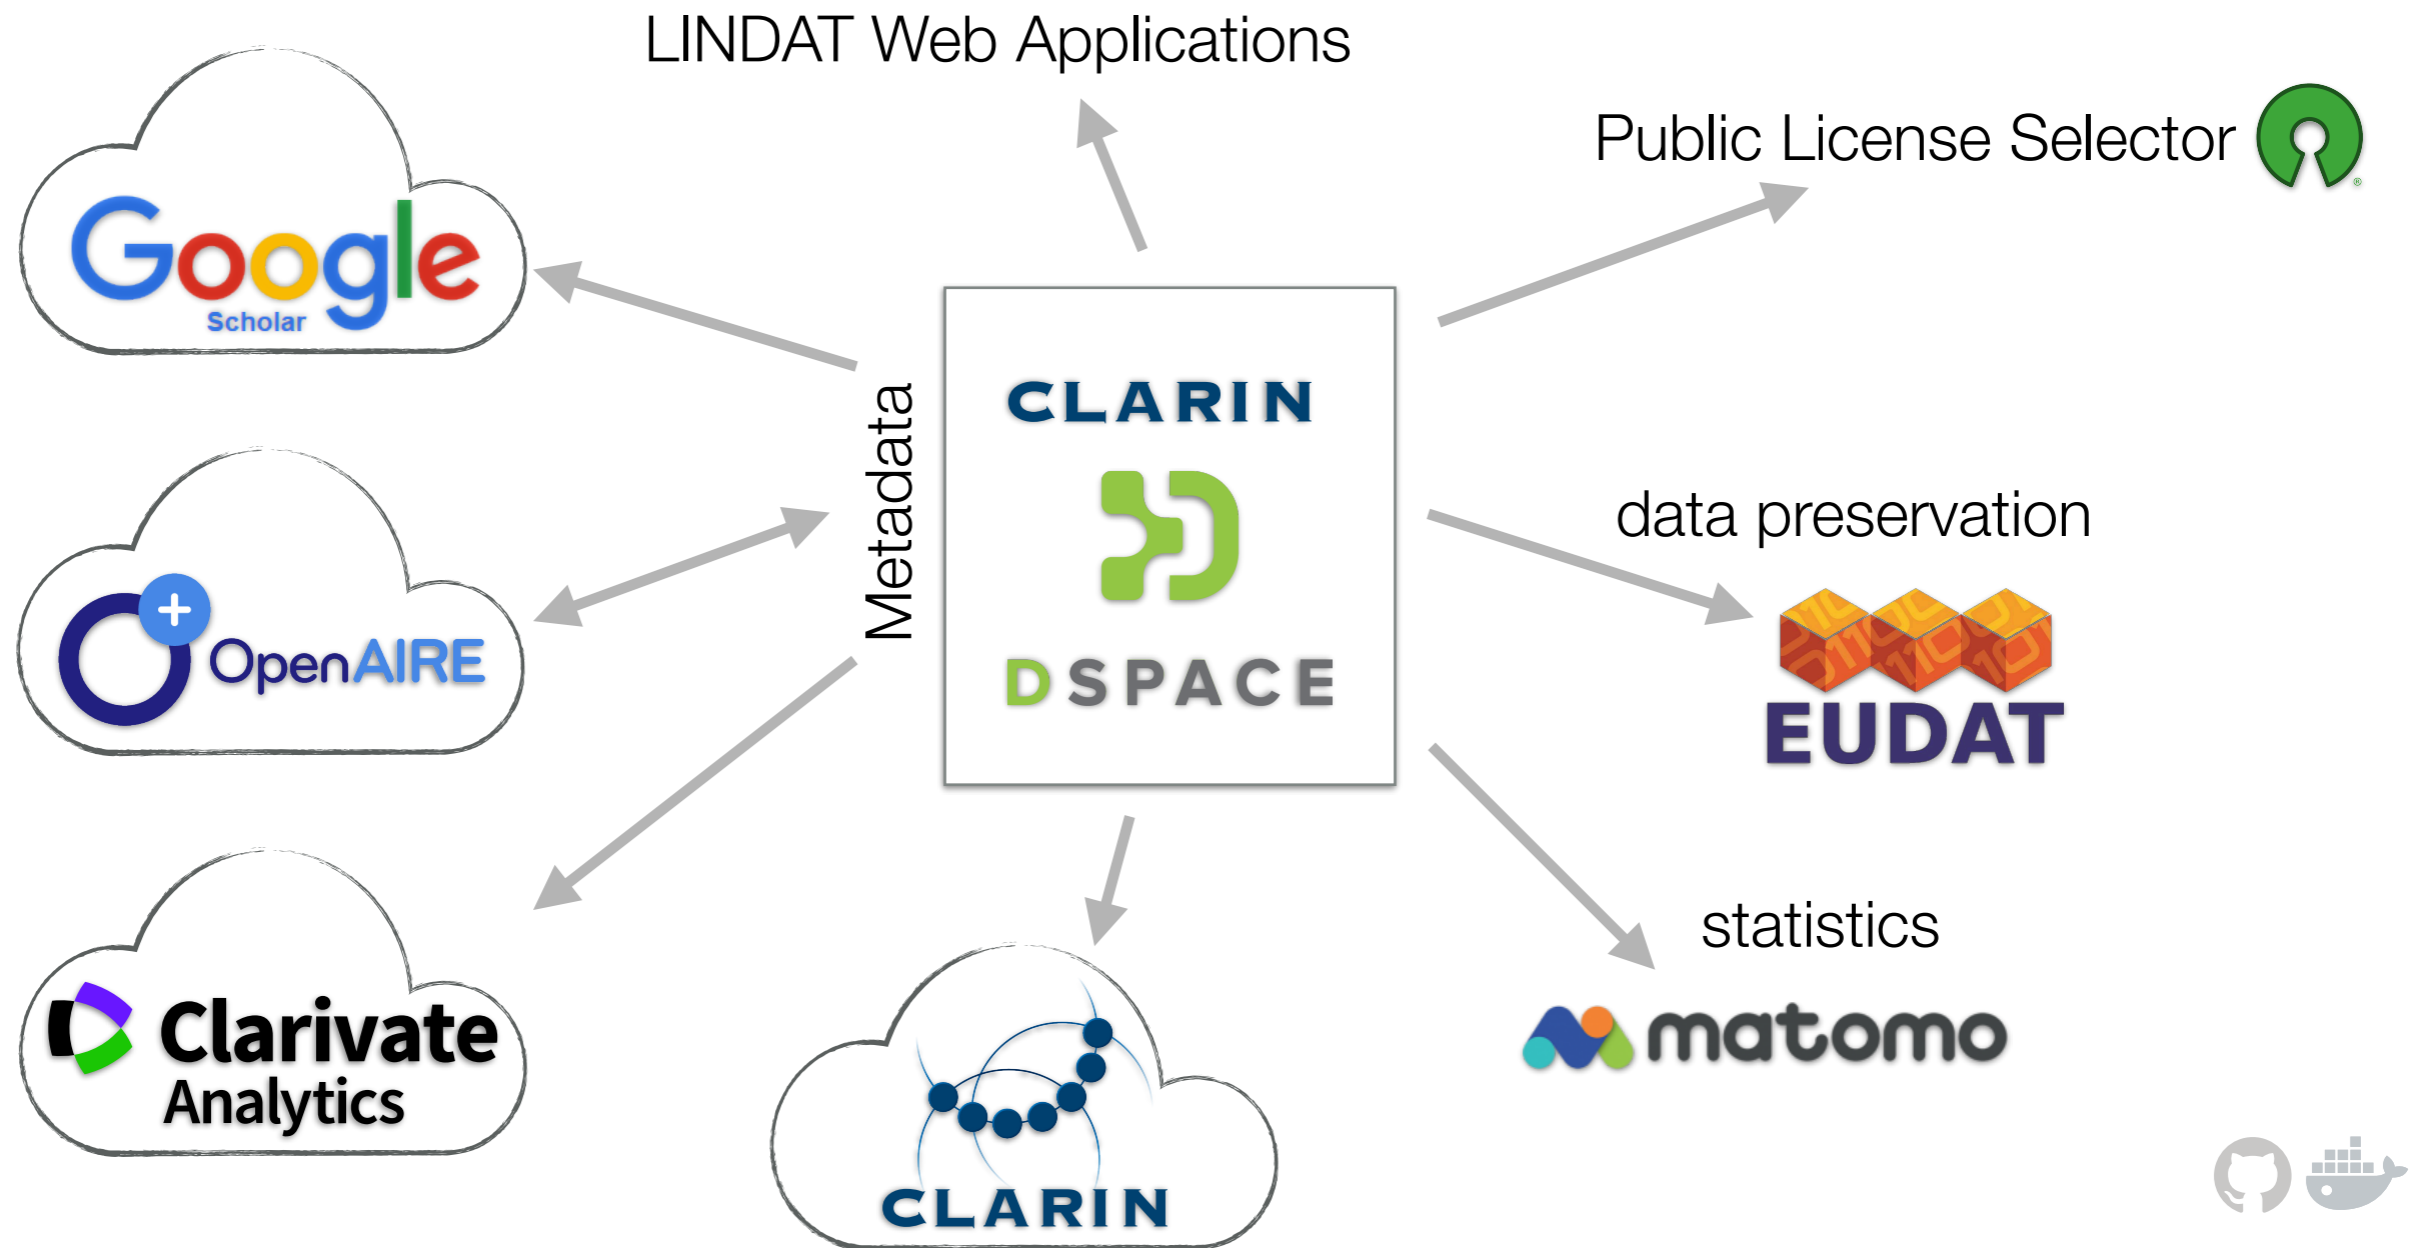 LINDAT Web Applications
Public License Selector
®
Google
Scholar
Metadata
CLARIN
DSPACE
data preservation
EUDAT
OpenAIRE
statistics
matomo
Clarivate
Analytics
CLARIN